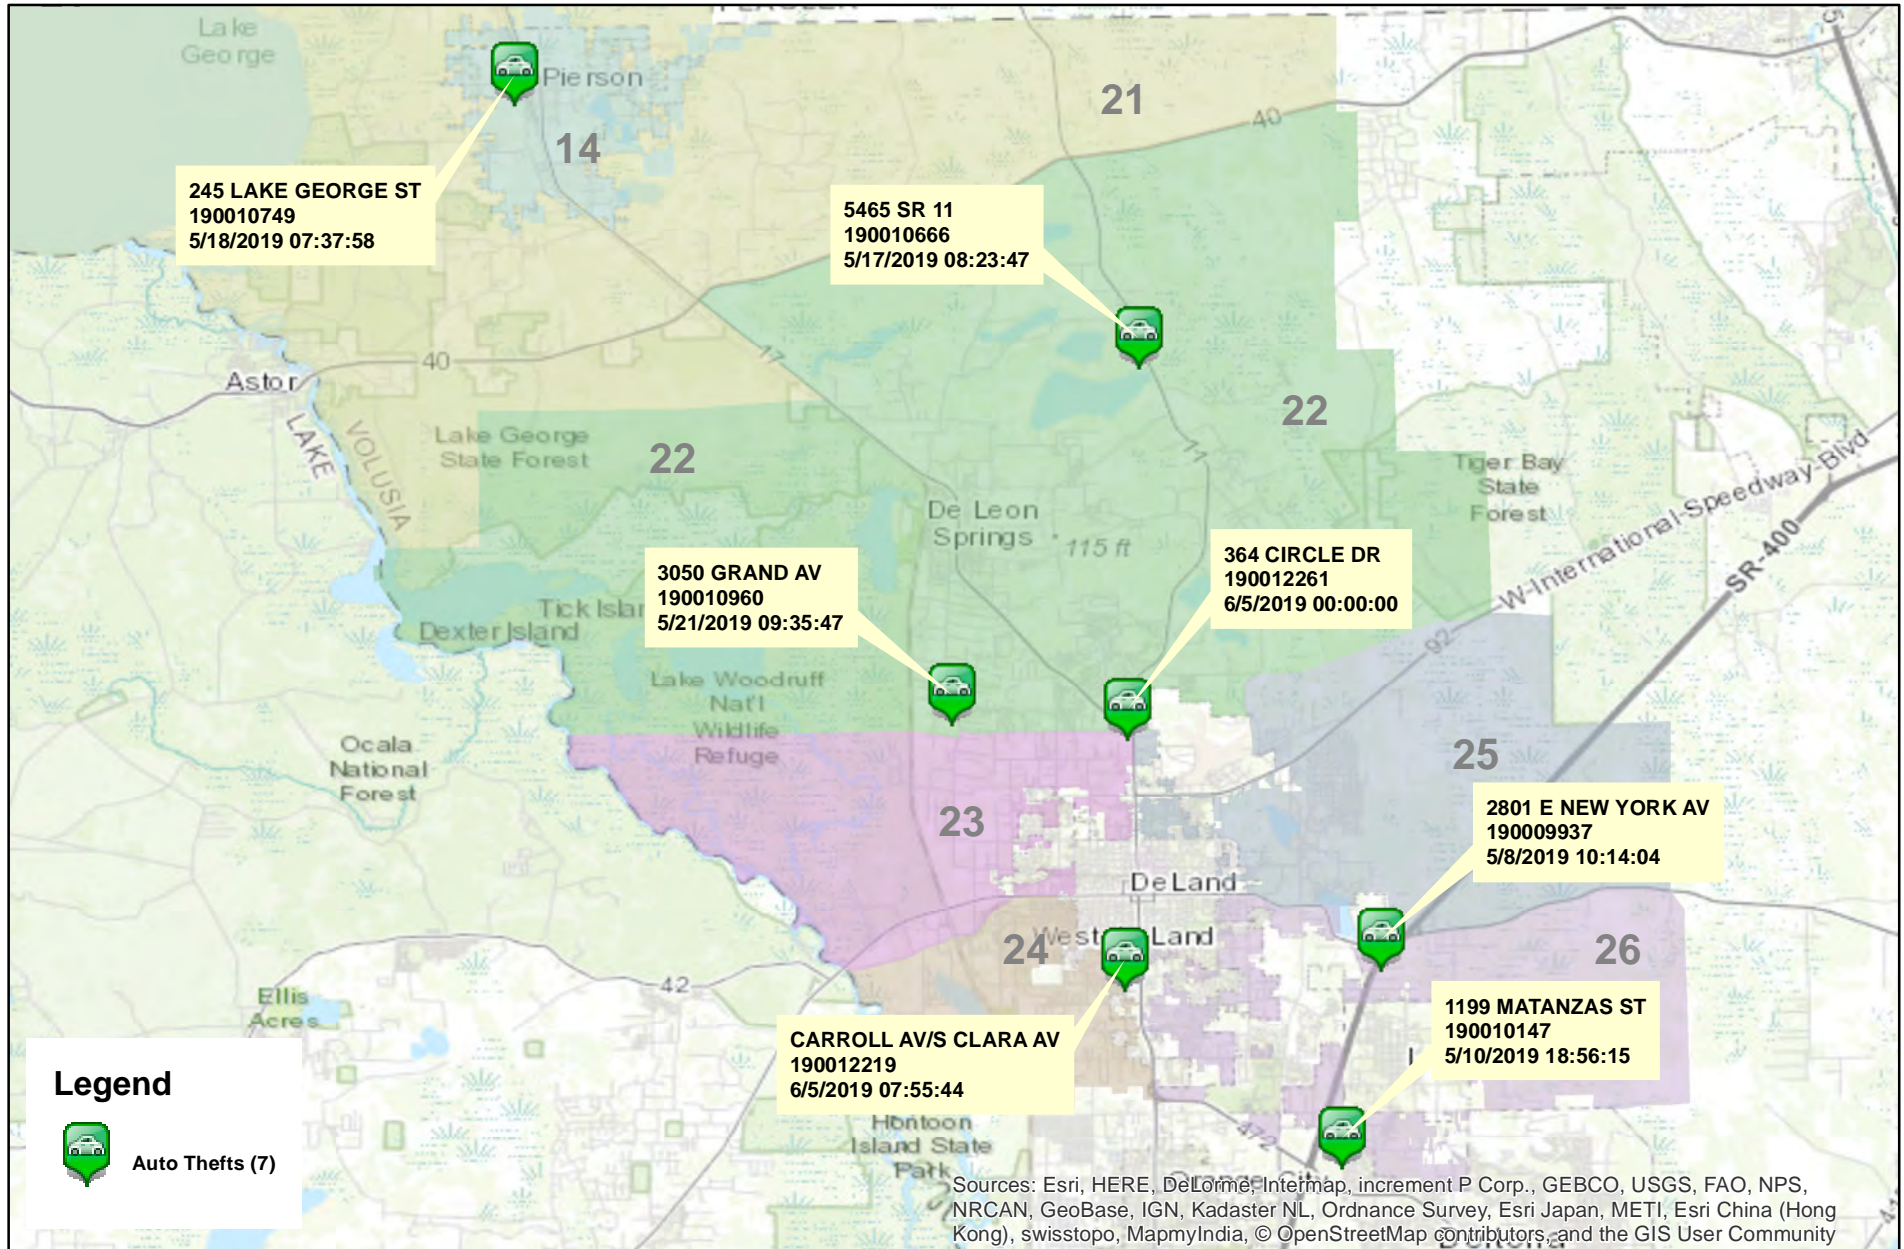 Lake
George
Pierson
21
40
14
245 LAKE GEORGE ST
190010749
5/18/2019 07:37:58
5465 SR 11
190010666
5/17/2019 08:23:47
17
40
Astor
LAKE
VOLUSIA
Lake George
State Forest
22
22
11
Tiger Bay
State
Forest
W-International-Speedway-Blvd
SR-400
De Leon
Springs
115 ft
3050 GRAND AV
190010960
5/21/2019 09:35:47
364 CIRCLE DR
190012261
6/5/2019 00:00:00
Dexter Island
92
Lake Woodruff
Nat'l
Wildlife
Refuge
Ocala
National
Forest
25
23
2801 E NEW YORK AV
190009937
5/8/2019 10:14:04
DeLand
24
West
Land
26
42
Ellis
Acres
CARROLL AV/S CLARA AV
190012219
6/5/2019 07:55:44
1199 MATANZAS ST
190010147
5/10/2019 18:56:15
Hontoon
Island State
Park
472
Legend
Auto Thefts (7)
Sources: Esri, HERE, DeLorme, Intermap, increment P Corp., GEBCO, USGS, FAO, NPS,
NRCAN, GeoBase, IGN, Kadaster NL, Ordnance Survey, Esri Japan, METI, Esri China (Hong
Kong), swisstopo, MapmyIndia, © OpenStreetMap contributors, and the GIS User Community